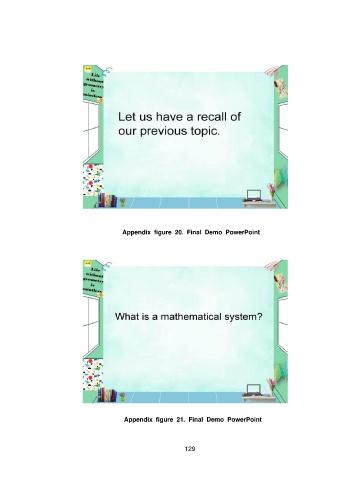 Life
without
geometry
is
pointless
Let us have a recall of
our previous topic.
Appendix figure 20. Final Demo PowerPoint
Life
without
geometry
is
pointless
What is a mathematical system?
Appendix figure 21. Final Demo PowerPoint
129